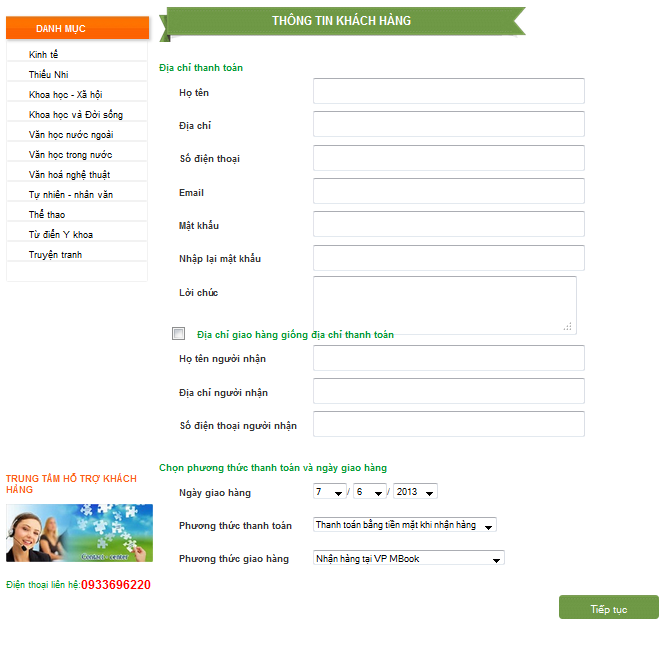 DANH MỤC
Kinh tế
Thiếu Nhi
Khoa học - Xã hội
Khoa học và Đời sống
Văn học nước ngoài
Văn học trong nước
Văn hoá nghệ thuật
Tự nhiên - nhân văn
Thể thao
Từ điển Y khoa
Truyện tranh
TRUNG TÂM HỖ TRỢ KHÁCH
HÀNG
Contact - center
Điện thoại liên hệ:0933696220
THÔNG TIN KHÁCH HÀNG
Địa chỉ thanh toán
Họ tên
Địa chỉ
Số điện thoại
Email
Mật khẩu
Nhập lại mật khẩu
Lời chúc
Địa chỉ giao hàng giống địa chỉ thanh toán
Họ tên người nhận
Địa chỉ người nhận
Số điện thoại người nhận
Chọn phương thức thanh toán và ngày giao hàng
Ngày giao hàng 7 / 6 / 2013
Phương thức thanh toán Thanh toán bằng tiền mặt khi nhận hàng
Phương thức giao hàng Nhận hàng tại VP MBook
Tiếp tục